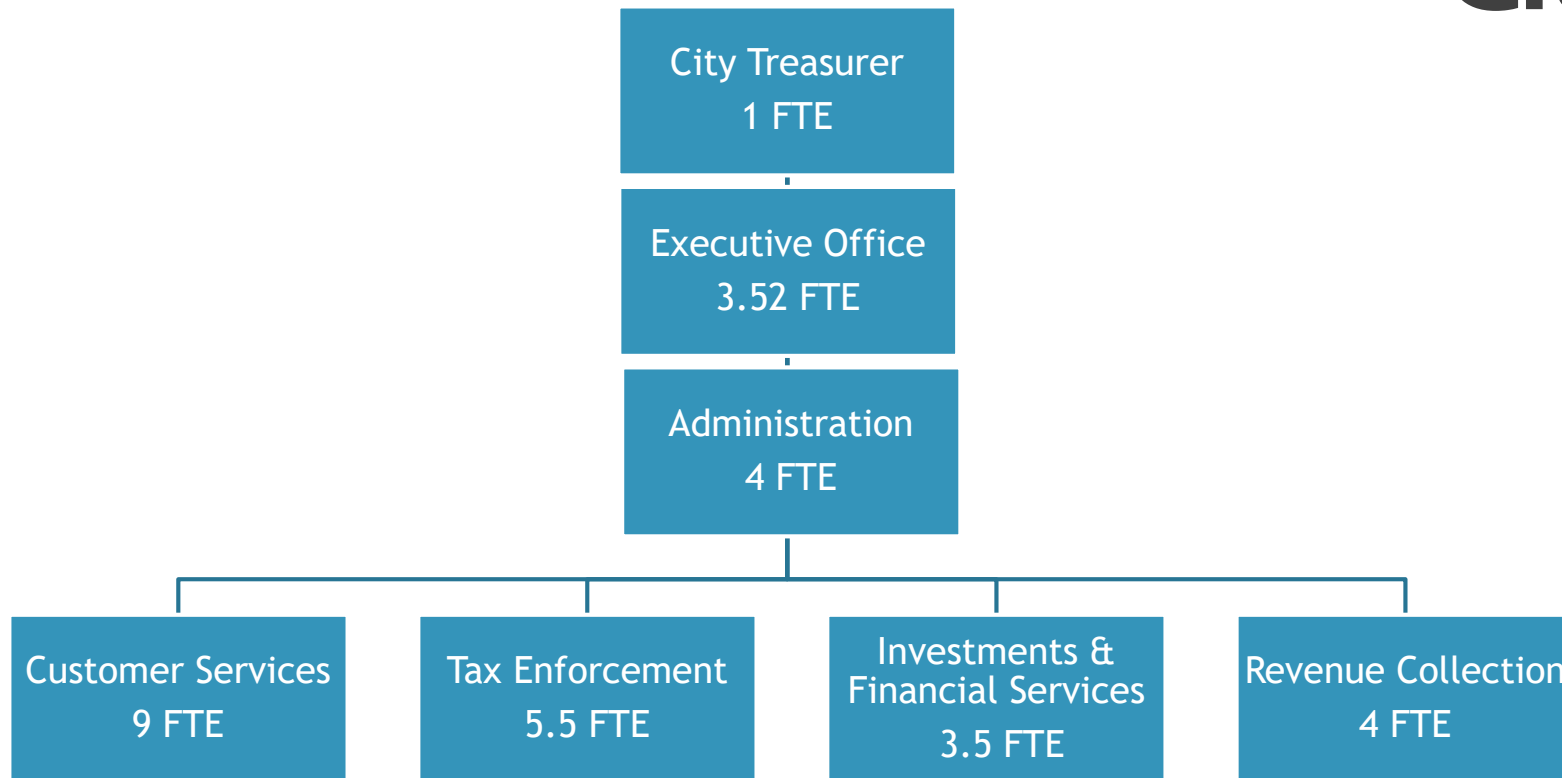 City Treasurer
1 FTE
Executive Office
3.52 FTE
Administration
4 FTE
Customer Services
9 FTE
Tax Enforcement
5.5 FTE
Investments &
Financial Services
3.5 FTE
Revenue Collection
4 FTE